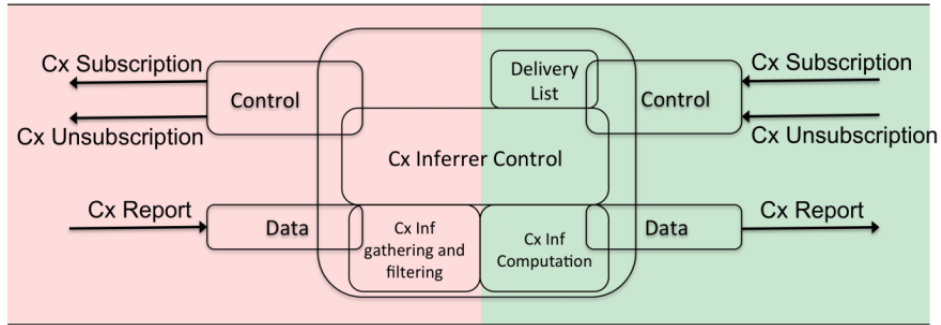 Cx Subscription
Control
Cx Unsubscription
Delivery
List
Control
Cx Subscription
Cx Unsubscription
Cx Inferrer Control
Cx Report
Data
Cx Inf
gathering and
filtering
Cx Inf
Computation
Data
Cx Report